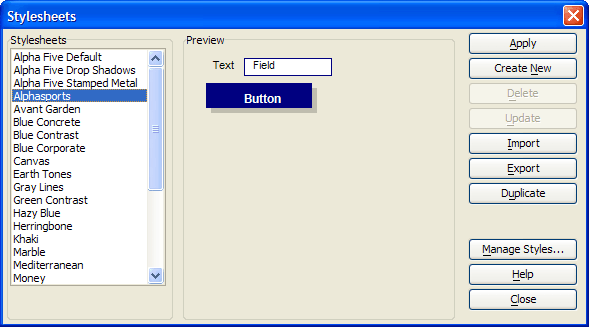 Stylesheets
Stylesheets
Alpha Five Default
Alpha Five Drop Shadows
Alpha Five Stamped Metal
Alphasports
Avant Garden
Blue Concrete
Blue Contrast
Blue Corporate
Canvas
Earth Tones
Gray Lines
Green Contrast
Hazy Blue
Herringbone
Khaki
Marble
Mediterranean
Money
Preview
Text Field
Button
Apply
Create New
Delete
Update
Import
Export
Duplicate
Manage Styles...
Help
Close